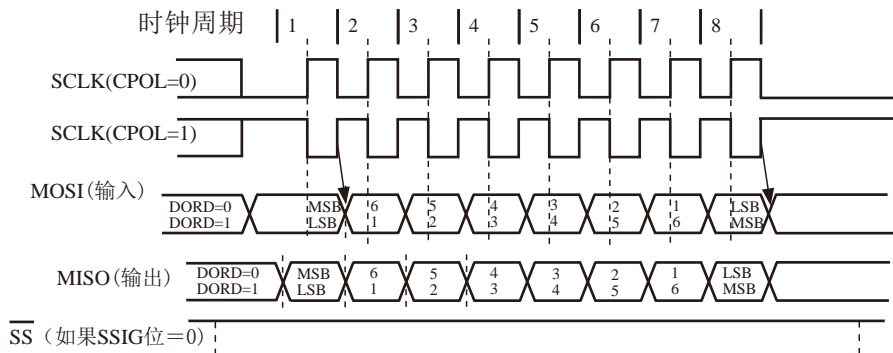 时钟周期 1 2 3 4 5 6 7 8
SCLK(CPOL=0)
SCLK(CPOL=1)
MOSI(输入)
DORD=0 MSB 6 5 4 3 2 1 LSB
DORD=1 LSB 1 2 3 4 5 6 MSB
MISO(输出)
DORD=0 MSB 6 5 4 3 2 1 LSB
DORD=1 LSB 1 2 3 4 5 6 MSB
SS(如果SSIG位=0)